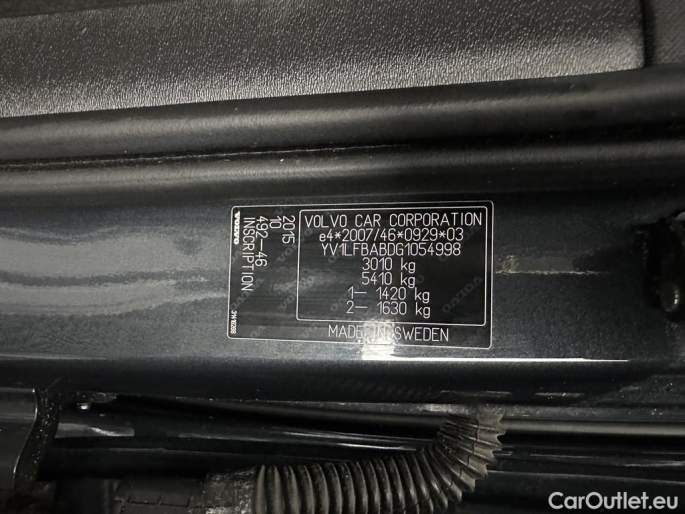 VOLVO CAR CORPORATION
e4*2007/46*0929*03
YV1LFBABDG1054998
3010 kg
5410 kg
1— 1420 kg
2— 1630 kg
MADE IN SWEDEN
2015
10
492—46
INSCRIPTION
VOLVO
CarOutlet.eu